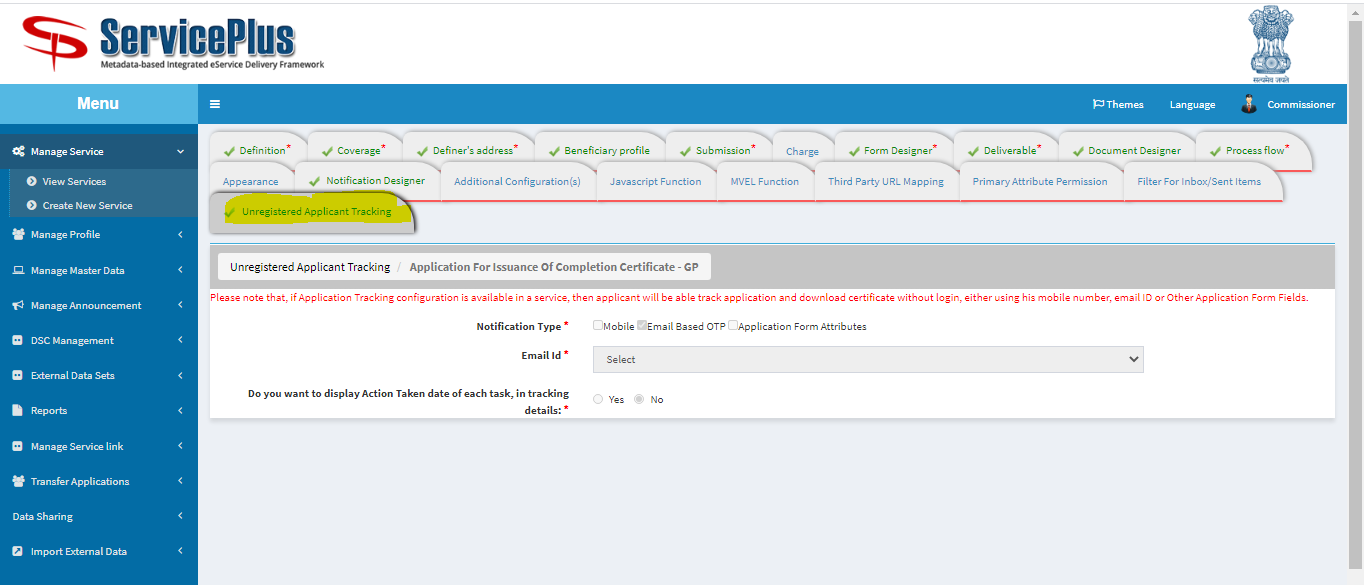 ServicePlus
Metadata-based Integrated eService Delivery Framework
सत्यमेव जयते
Menu
Themes Language Commissioner
Manage Service
View Services
Create New Service
Manage Profile
Manage Master Data
Manage Announcement
DSC Management
External Data Sets
Reports
Manage Service link
Transfer Applications
Data Sharing
Import External Data
Definition* Coverage* Definer's address* Beneficiary profile Submission* Charge Form Designer* Deliverable* Document Designer Process flow*
Appearance Notification Designer Additional Configuration(s) Javascript Function MVEL Function Third Party URL Mapping Primary Attribute Permission Filter For Inbox/Sent Items
Unregistered Applicant Tracking
Unregistered Applicant Tracking / Application For Issuance Of Completion Certificate - GP
Please note that, if Application Tracking configuration is available in a service, then applicant will be able track application and download certificate without login, either using his mobile number, email ID or Other Application Form Fields.
Notification Type * Mobile Email Based OTP Application Form Attributes
Email Id * Select
Do you want to display Action Taken date of each task, in tracking
details: * Yes No